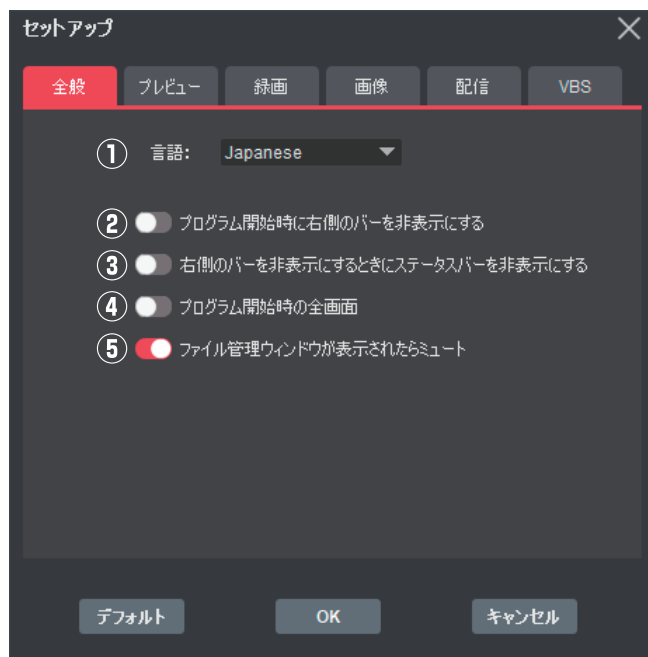 セットアップ
全般 プレビュー 録画 画像 配信 VBS
① 言語: Japanese
② プログラム開始時に右側のバーを非表示にする
③ 右側のバーを非表示にするときにステータスバーを非表示にする
④ プログラム開始時の全画面
⑤ ファイル管理ウィンドウが表示されたらミュート
デフォルト OK キャンセル